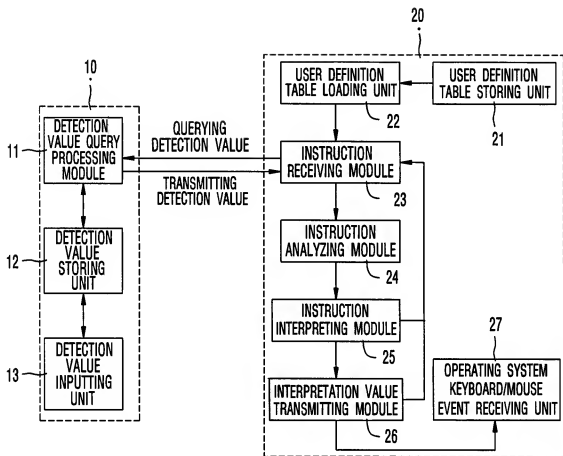 10
DETECTION
VALUE QUERY
PROCESSING
MODULE
11
DETECTION
VALUE
STORING
UNIT
12
DETECTION
VALUE
INPUTTING
UNIT
13
QUERYING
DETECTION VALUE
TRANSMITTING
DETECTION VALUE
20
USER DEFINITION
TABLE LOADING UNIT
22
USER DEFINITION
TABLE STORING UNIT
21
INSTRUCTION
RECEIVING MODULE
23
INSTRUCTION
ANALYZING MODULE
24
INSTRUCTION
INTERPRETING MODULE
25
INTERPRETATION VALUE
TRANSMITTING MODULE
26
27
OPERATING SYSTEM
KEYBOARD/MOUSE
EVENT RECEIVING UNIT